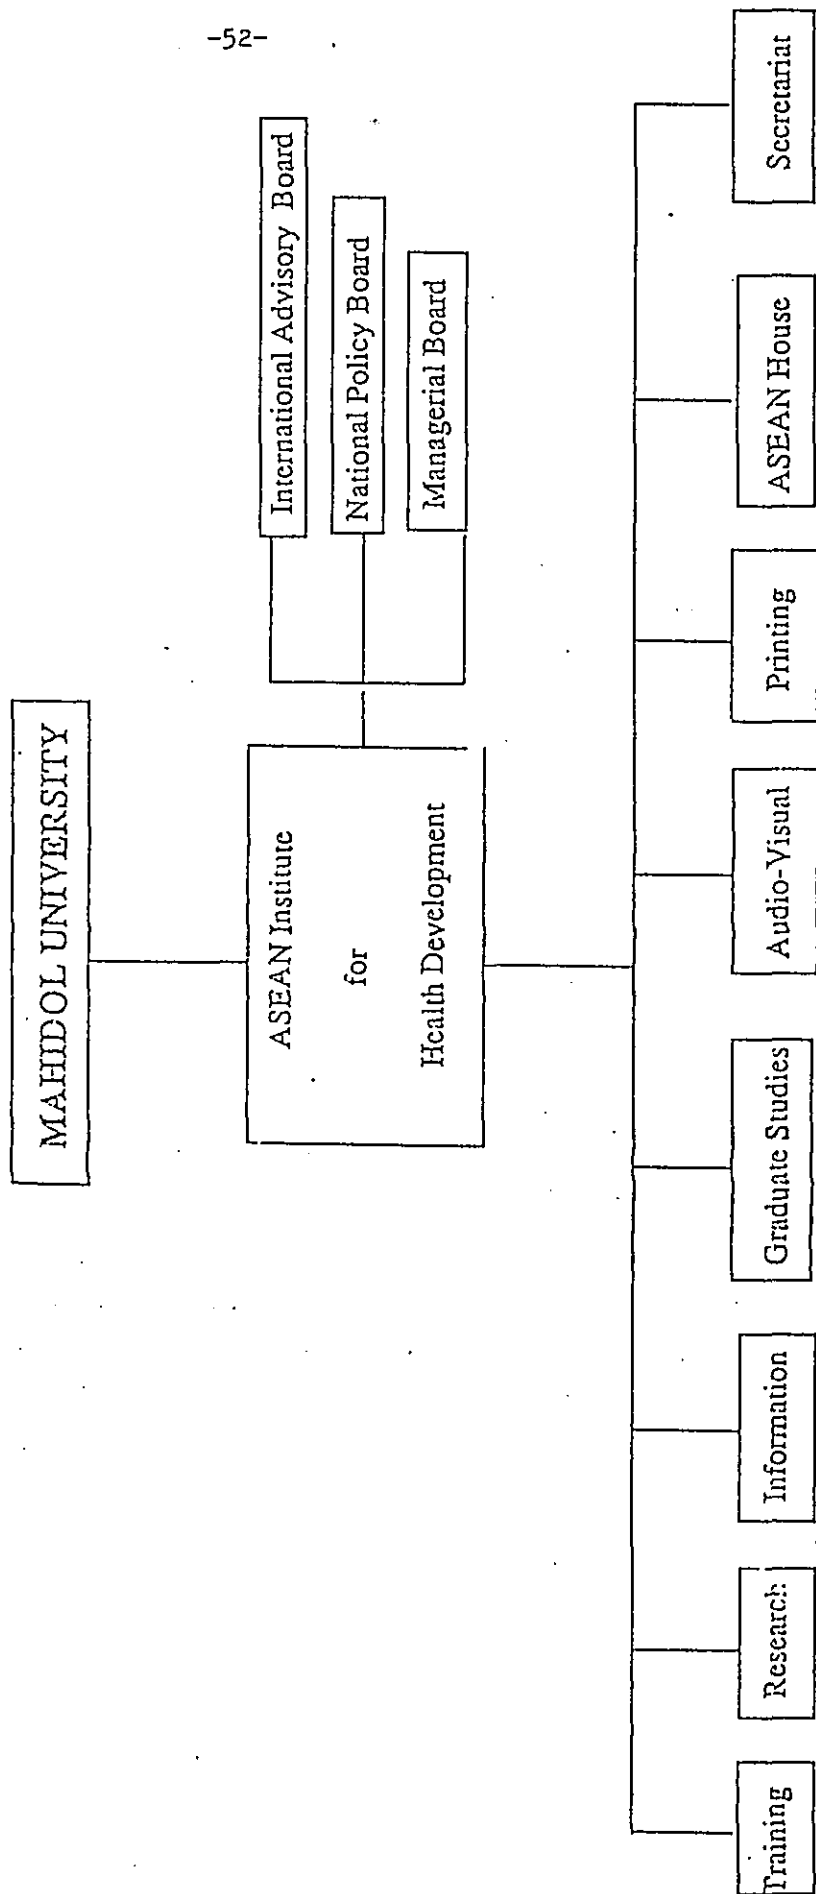 -52-
MAHIDOL UNIVERSITY
ASEAN Institute
for
Health Development
International Advisory Board
National Policy Board
Managerial Board
Training
Research
Information
Graduate Studies
Audio-Visual
Printing
ASEAN House
Secretariat